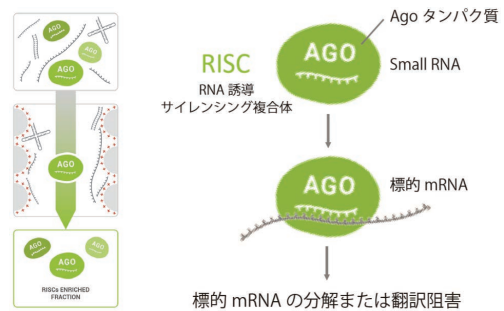 AGO
AGO
AGO
AGO
AGO
AGO
AGO
RISCs ENRICHED
FRACTION
Ago タンパク質
AGO
RISC
Small RNA
RNA 誘導
サイレンシング複合体
AGO
標的 mRNA
標的 mRNA の分解または翻訳阻害